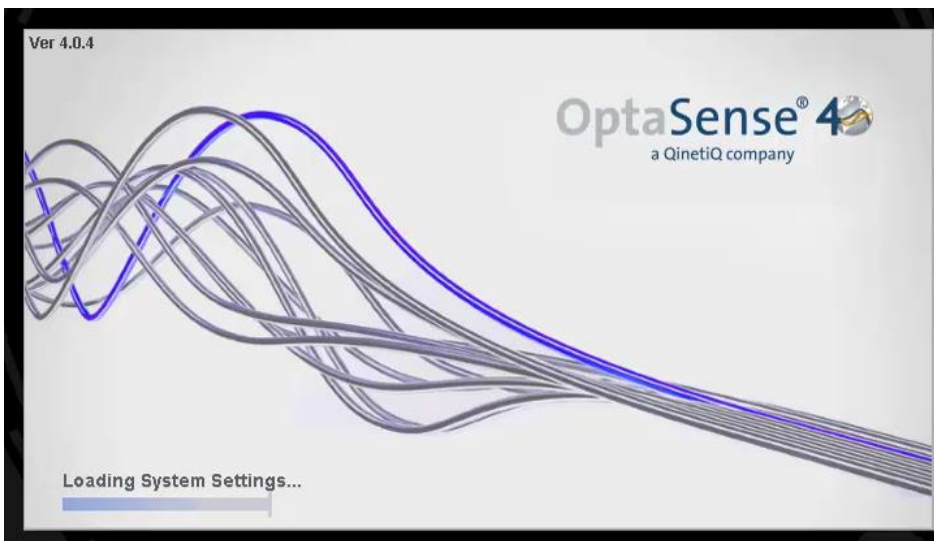 Ver 4.0.4
OptaSense® 4
a QinetiQ company
Loading System Settings...